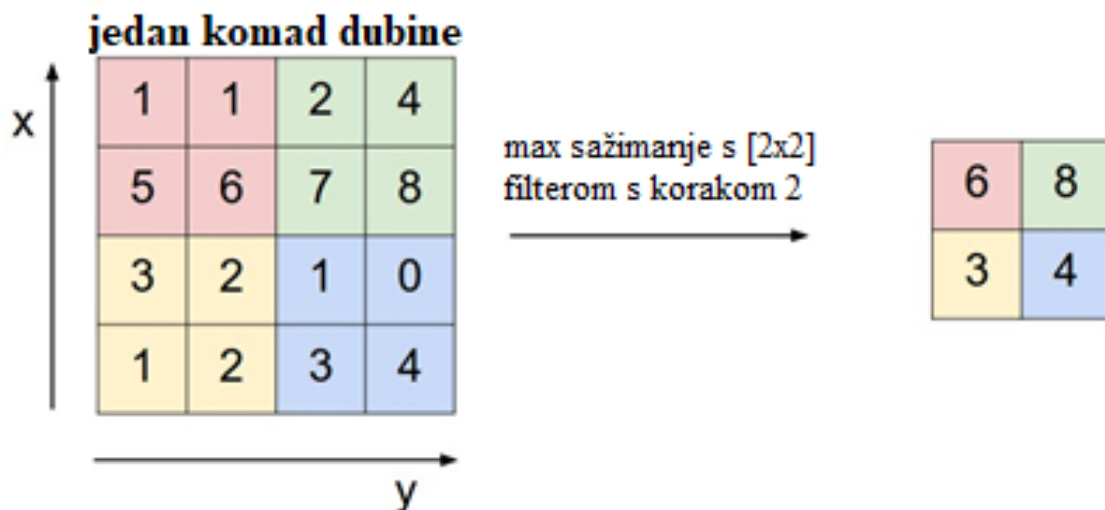 jedan komad dubine
x
1 1 2 4
5 6 7 8
3 2 1 0
1 2 3 4
y
max sažimanje s [2x2]
filterom s korakom 2
6 8
3 4